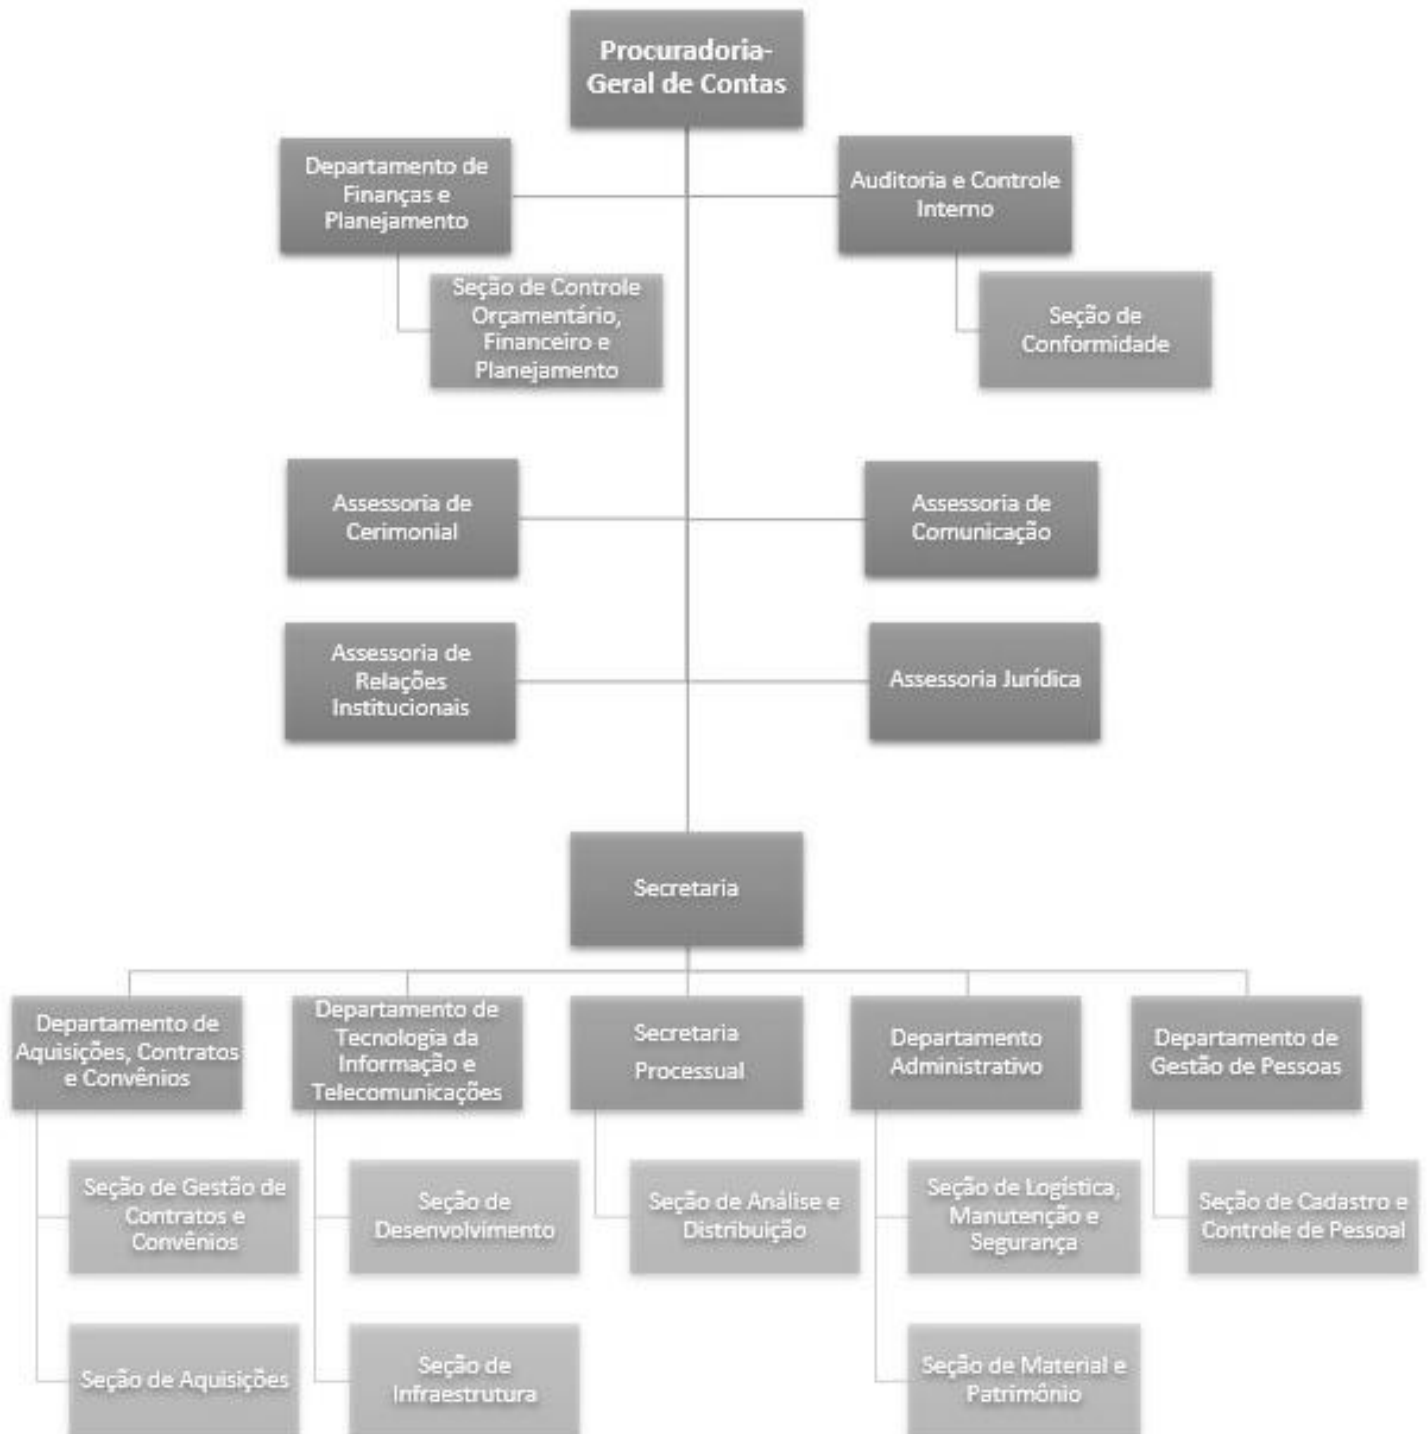 Procuradoria-
Geral de Contas
Departamento de
Finanças e
Planejamento
Auditoria e Controle
Interno
Seção de Controle
Orçamentário,
Financeiro e
Planejamento
Seção de
Conformidade
Assessoria de
Cerimonial
Assessoria de
Comunicação
Assessoria de
Relações
Institucionais
Assessoria Jurídica
Secretaria
Departamento de
Aquisições, Contratos
e Convênios
Departamento de
Tecnologia da
Informação e
Telecomunicações
Secretaria
Processual
Departamento
Administrativo
Departamento de
Gestão de Pessoas
Seção de Gestão de
Contratos e
Convênios
Seção de
Desenvolvimento
Seção de Análise e
Distribuição
Seção de Logística,
Manutenção e
Segurança
Seção de Cadastro e
Controle de Pessoal
Seção de Aquisições
Seção de
Infraestrutura
Seção de Material e
Patrimônio